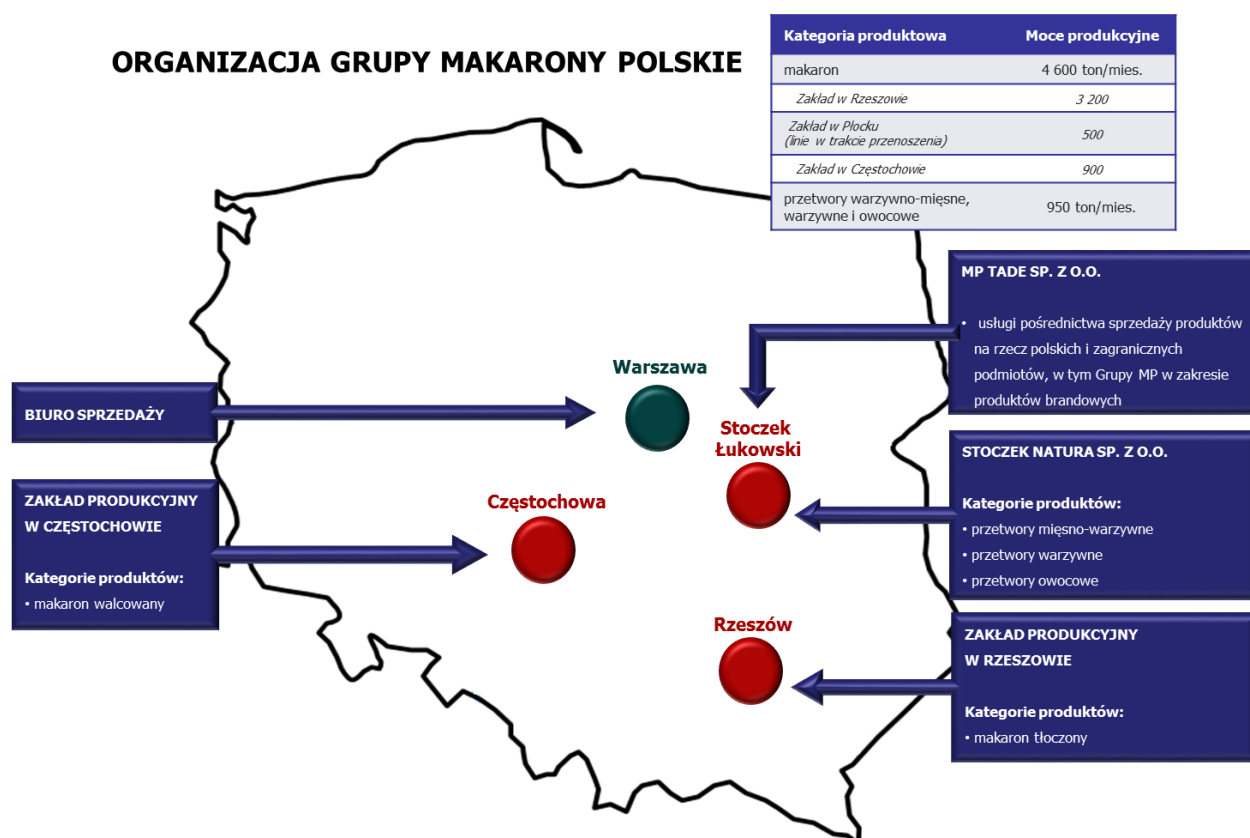 ORGANIZACJA GRUPY MAKARONY POLSKIE
Kategoria produktowa Moce produkcyjne
makaron 4 600 ton/mies.
Zakład w Rzeszowie 3 200
Zakład w Płocku
(linie w trakcie przenoszenia) 500
Zakład w Częstochowie 900
przetwory warzywno-mięsne,
warzywne i owocowe 950 ton/mies.
MP TADE SP. Z O.O.
• usługi pośrednictwa sprzedaży produktów
na rzecz polskich i zagranicznych
podmiotów, w tym Grupy MP w zakresie
produktów brandowych
Warszawa
BIURO SPRZEDAŻY
Stoczek
Łukowski
STOCZEK NATURA SP. Z O.O.
Kategorie produktów:
• przetwory mięsno-warzywne
• przetwory warzywne
• przetwory owocowe
ZAKŁAD PRODUKCYJNY
W CZĘSTOCHOWIE
Kategorie produktów:
• makaron walcowany
Częstochowa
Rzeszów
ZAKŁAD PRODUKCYJNY
W RZESZOWIE
Kategorie produktów:
• makaron tłoczony